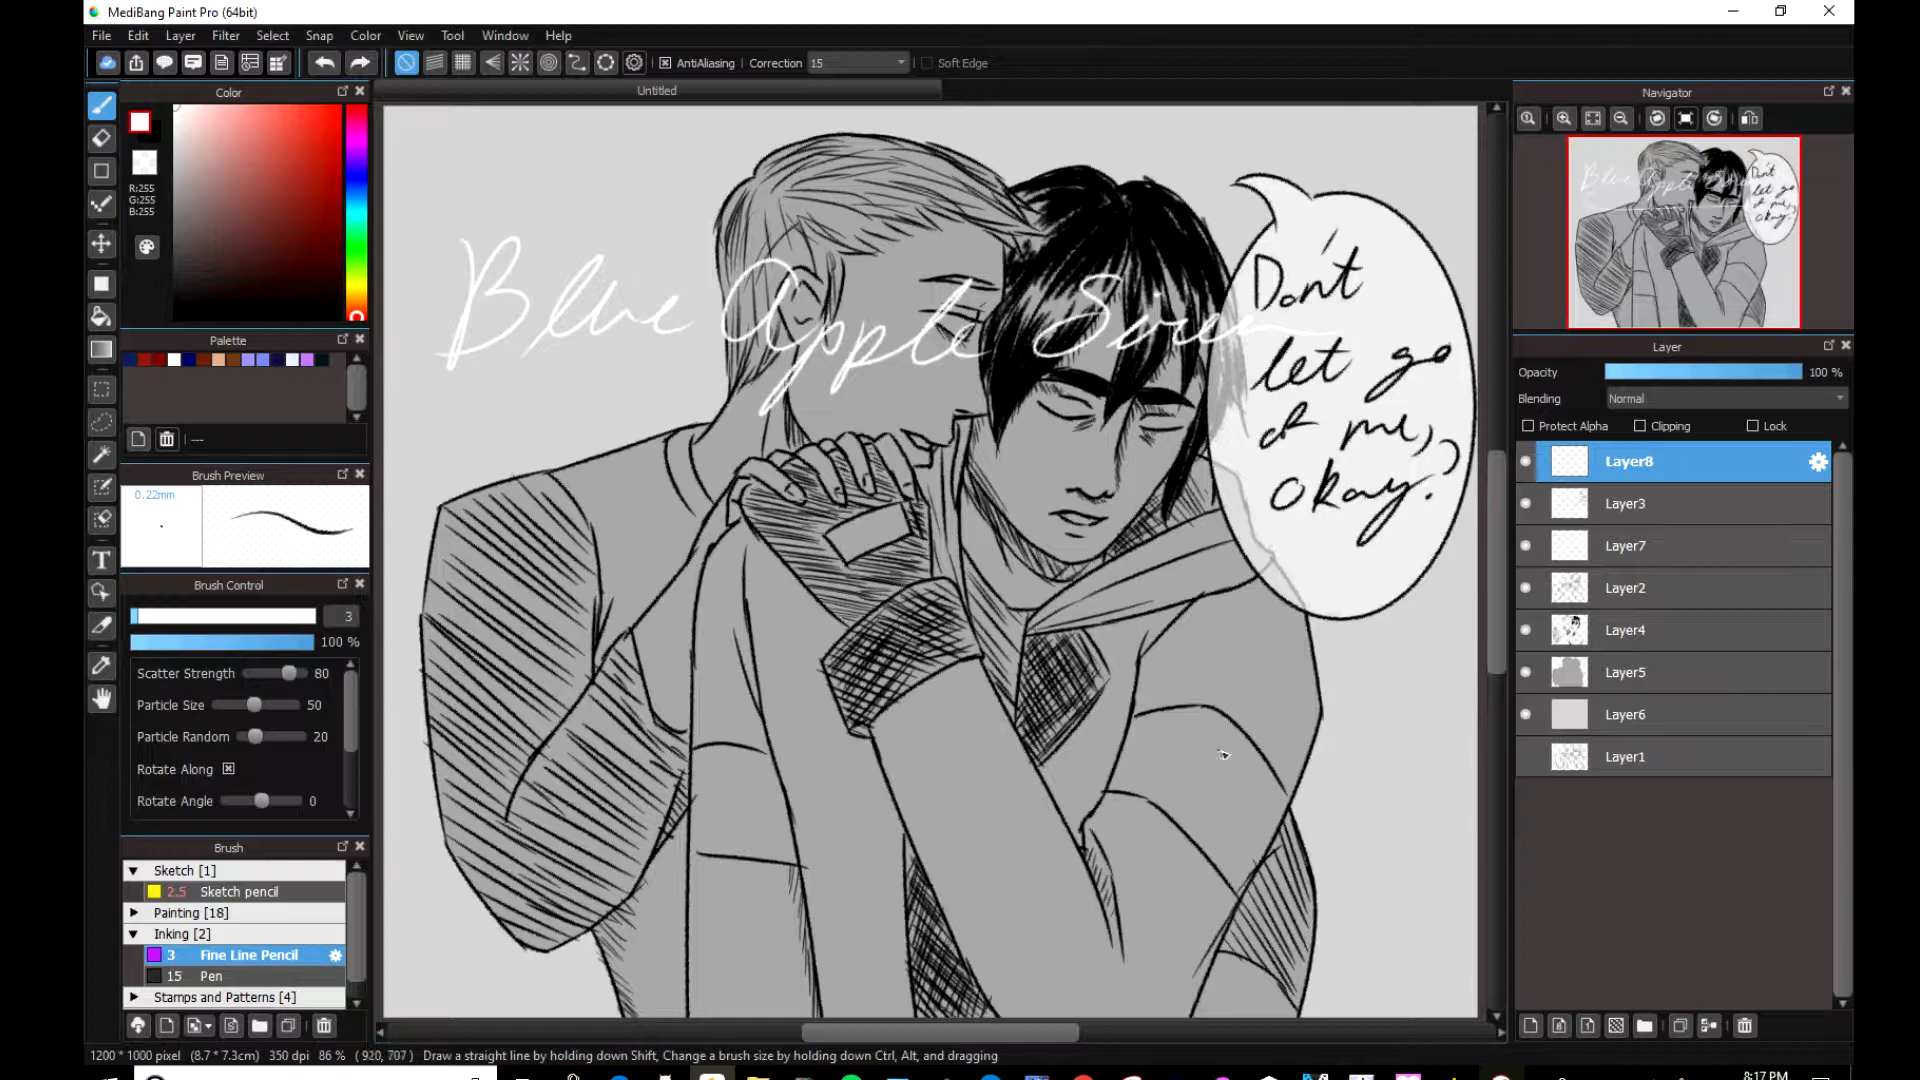 MediBang Paint Pro (64bit)
File Edit Layer Filter Select Snap Color View Tool Window Help
AntiAliasing Correction 15 Soft Edge
Color
Untitled
Navigator
R:255
G:255
B:255
Blue Apple Siren
Don't
let go
of me,
okay?
Palette
---
Brush Preview
0.22mm
Brush Control
3
100 %
Scatter Strength 80
Particle Size 50
Particle Random 20
Rotate Along
Rotate Angle 0
Brush
Sketch [1]
2.5 Sketch pencil
Painting [18]
Inking [2]
3 Fine Line Pencil
15 Pen
Stamps and Patterns [4]
Layer
Opacity 100 %
Blending Normal
Protect Alpha Clipping Lock
Layer8
Layer3
Layer7
Layer2
Layer4
Layer5
Layer6
Layer1
1200 * 1000 pixel (8.7 * 7.3cm) 350 dpi 86 % ( 920, 707 ) Draw a straight line by holding down Shift, Change a brush size by holding down Ctrl, Alt, and dragging
8:17 PM